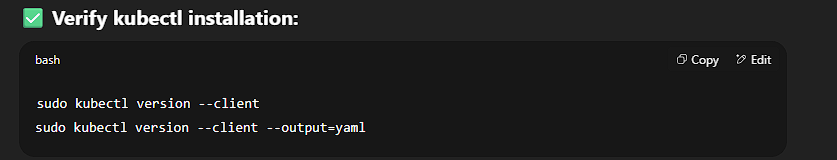 ✅ Verify kubectl installation:
bash
Copy
Edit
sudo kubectl version --client
sudo kubectl version --client --output=yaml